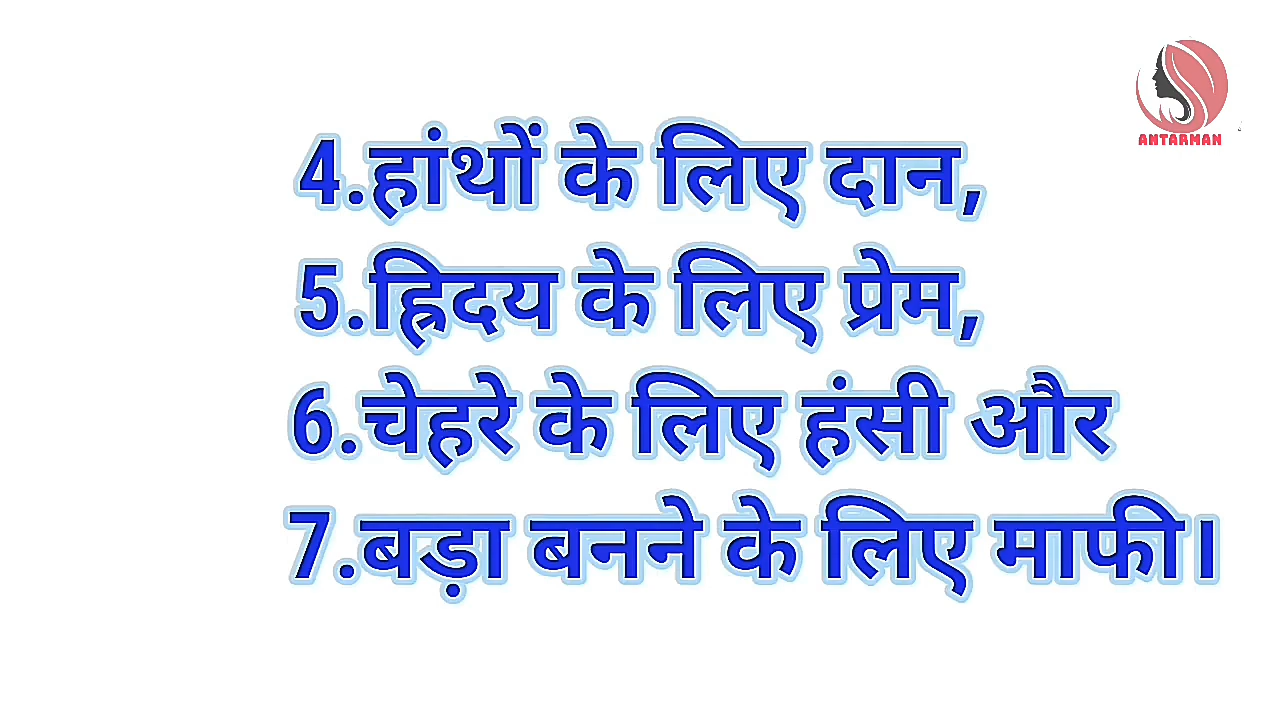 ANTARMAN
4.हांथों के लिए दान,
5.ह्रिदय के लिए प्रेम,
6.चेहरे के लिए हंसी और
7.बड़ा बनने के लिए माफी।